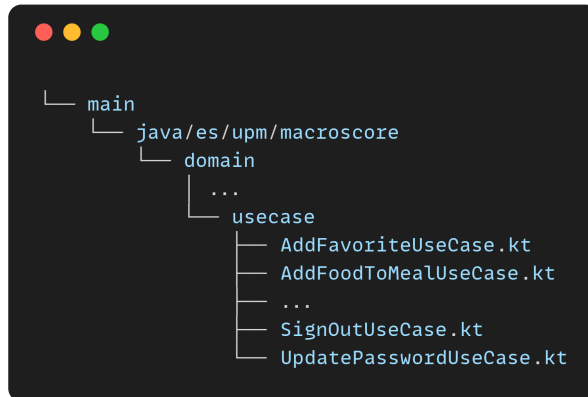 └── main
└── java/es/upm/macroscore
└── domain
│ ...
└── usecase
├── AddFavoriteUseCase.kt
├── AddFoodToMealUseCase.kt
├── ...
├── SignOutUseCase.kt
└── UpdatePasswordUseCase.kt